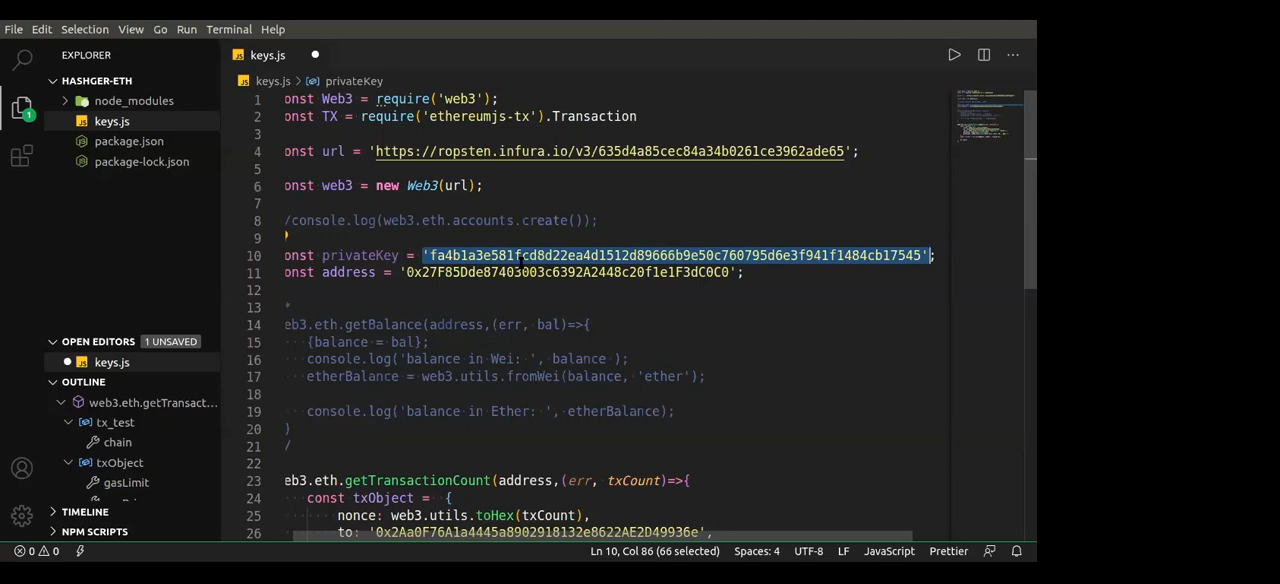 File Edit Selection View Go Run Terminal Help
EXPLORER
HASHGER-ETH
node_modules
JS keys.js
package.json
package-lock.json
OPEN EDITORS 1 UNSAVED
JS keys.js
OUTLINE
web3.eth.getTransact...
tx_test
chain
txObject
gasLimit
TIMELINE
NPM SCRIPTS
1
JS keys.js
JS keys.js > privateKey
1 onst Web3 = require('web3');
2 onst TX = require('ethereumjs-tx').Transaction
3
4 onst url = 'https://ropsten.infura.io/v3/635d4a85cec84a34b0261ce3962ade65';
5
6 onst web3 = new Web3(url);
7
8 /console.log(web3.eth.accounts.create());
9
10 onst privateKey = 'fa4b1a3e581fcd8d22ea4d1512d89666b9e50c760795d6e3f941f1484cb17545';
11 onst address = '0x27F85Dde87403003c6392A2448c20f1e1F3dC0C0';
12
13 *
14 eb3.eth.getBalance(address,(err, bal)=>{
15 {balance = bal};
16 console.log('balance in Wei: ', balance );
17 etherBalance = web3.utils.fromWei(balance, 'ether');
18
19 console.log('balance in Ether: ', etherBalance);
20 )
21 /
22
23 eb3.eth.getTransactionCount(address,(err, txCount)=>{
24 const txObject = {
25 nonce: web3.utils.toHex(txCount),
26 to: '0x2Aa0F76A1a4445a8902918132e8622AE2D49936e',
0 0 Ln 10, Col 86 (66 selected) Spaces: 4 UTF-8 LF JavaScript Prettier